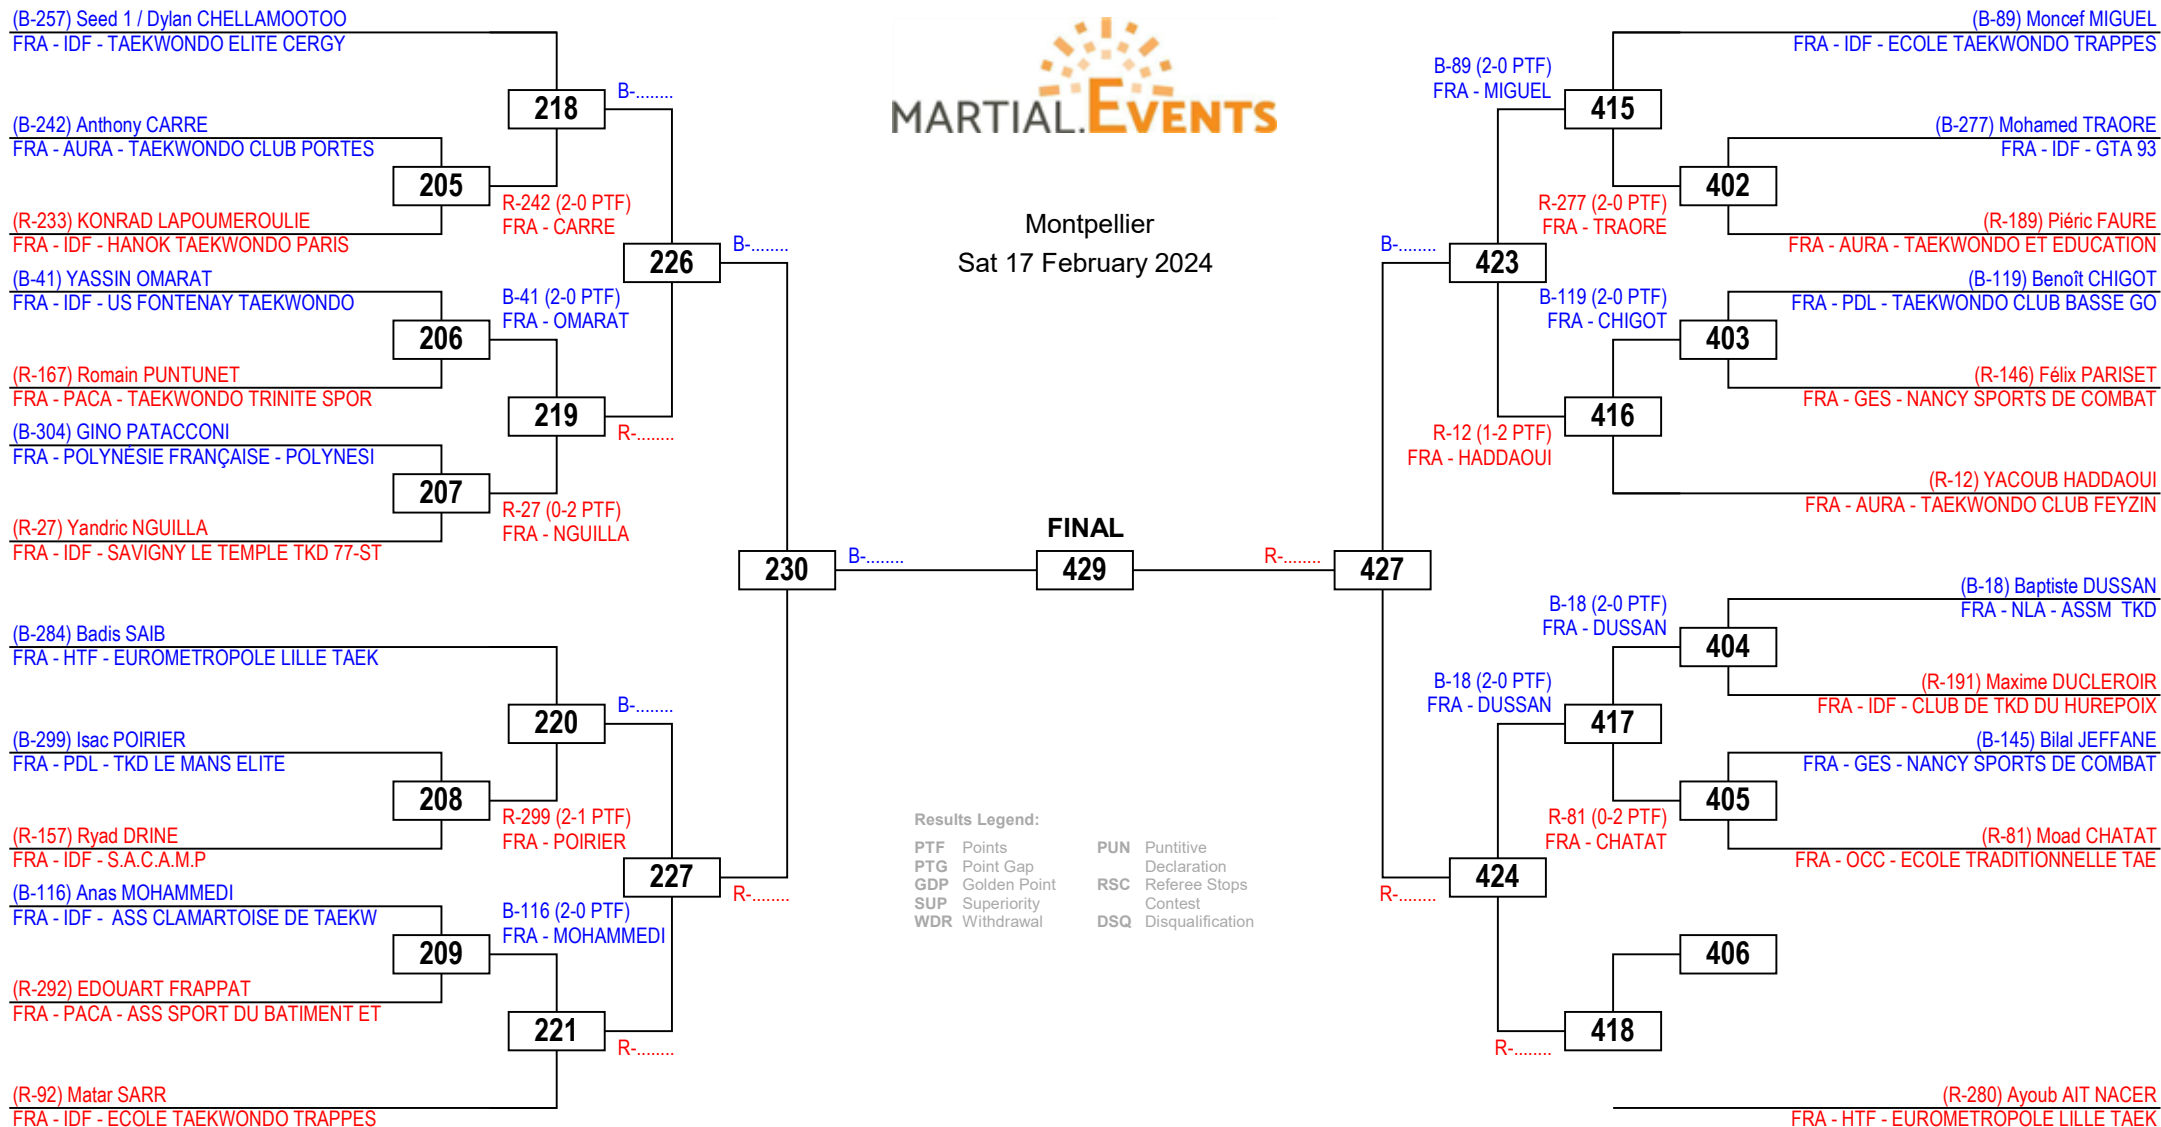 (B-257) Seed 1 / Dylan CHELLAMOOTOO
FRA - IDF - TAEKWONDO ELITE CERGY
218
B-........
(B-242) Anthony CARRE
FRA - AURA - TAEKWONDO CLUB PORTES
205
R-242 (2-0 PTF)
FRA - CARRE
(R-233) KONRAD LAPOUMEROULIE
FRA - IDF - HANOK TAEKWONDO PARIS
226
B-........
(B-41) YASSIN OMARAT
FRA - IDF - US FONTENAY TAEKWONDO
206
B-41 (2-0 PTF)
FRA - OMARAT
(R-167) Romain PUNTUNET
FRA - PACA - TAEKWONDO TRINITE SPOR
219
R-........
(B-304) GINO PATACCONI
FRA - POLYNÉSIE FRANÇAISE - POLYNESI
207
R-27 (0-2 PTF)
FRA - NGUILLA
(R-27) Yandric NGUILLA
FRA - IDF - SAVIGNY LE TEMPLE TKD 77-ST
230
B-........
(B-284) Badis SAIB
FRA - HTF - EUROMETROPOLE LILLE TAEK
220
B-........
(B-299) Isac POIRIER
FRA - PDL - TKD LE MANS ELITE
208
R-299 (2-1 PTF)
FRA - POIRIER
(R-157) Ryad DRINE
FRA - IDF - S.A.C.A.M.P
227
R-........
(B-116) Anas MOHAMMEDI
FRA - IDF -  ASS CLAMARTOISE DE TAEKW
209
B-116 (2-0 PTF)
FRA - MOHAMMEDI
(R-292) EDOUART FRAPPAT
FRA - PACA - ASS SPORT DU BATIMENT ET
221
R-........
(R-92) Matar SARR
FRA - IDF - ECOLE TAEKWONDO TRAPPES
MARTIAL.EVENTS
Montpellier
Sat 17 February 2024
FINAL
429
Results Legend:
PTF Points
PTG Point Gap
GDP Golden Point
SUP Superiority
WDR Withdrawal
PUN Puntitive
Declaration
RSC Referee Stops
Contest
DSQ Disqualification
(B-89) Moncef MIGUEL
FRA - IDF - ECOLE TAEKWONDO TRAPPES
B-89 (2-0 PTF)
FRA - MIGUEL
415
(B-277) Mohamed TRAORE
FRA - IDF - GTA 93
402
R-277 (2-0 PTF)
FRA - TRAORE
(R-189) Piéric FAURE
FRA - AURA - TAEKWONDO ET EDUCATION
B-........
423
(B-119) Benoît CHIGOT
FRA - PDL - TAEKWONDO CLUB BASSE GO
B-119 (2-0 PTF)
FRA - CHIGOT
403
(R-146) Félix PARISET
FRA - GES - NANCY SPORTS DE COMBAT
416
R-12 (1-2 PTF)
FRA - HADDAOUI
(R-12) YACOUB HADDAOUI
FRA - AURA - TAEKWONDO CLUB FEYZIN
R-........
427
(B-18) Baptiste DUSSAN
FRA - NLA - ASSM  TKD
B-18 (2-0 PTF)
FRA - DUSSAN
404
(R-191) Maxime DUCLEROIR
FRA - IDF - CLUB DE TKD DU HUREPOIX
B-18 (2-0 PTF)
FRA - DUSSAN
417
(B-145) Bilal JEFFANE
FRA - GES - NANCY SPORTS DE COMBAT
405
R-81 (0-2 PTF)
FRA - CHATAT
(R-81) Moad CHATAT
FRA - OCC - ECOLE TRADITIONNELLE TAE
424
R-........
406
418
R-........
(R-280) Ayoub AIT NACER
FRA - HTF - EUROMETROPOLE LILLE TAEK